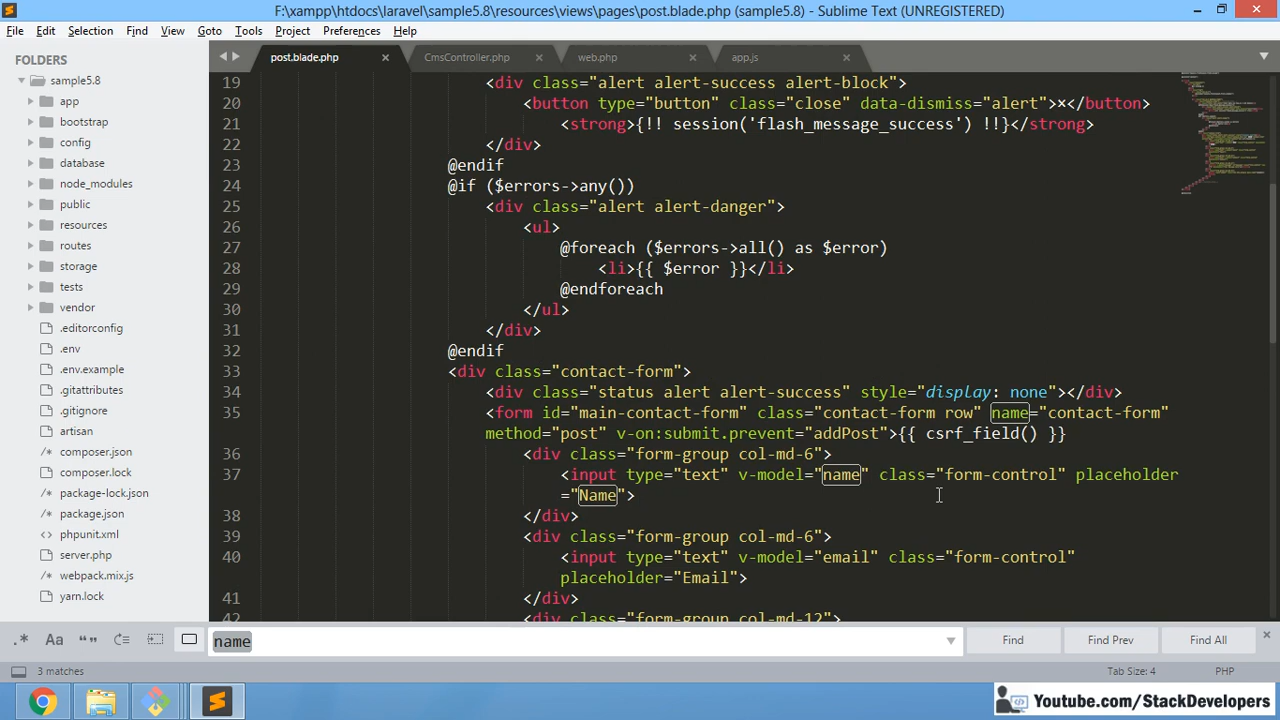 F:\xampp\htdocs\laravel\sample5.8\resources\views\pages\post.blade.php (sample5.8) - Sublime Text (UNREGISTERED)
File Edit Selection Find View Goto Tools Project Preferences Help
FOLDERS
sample5.8
app
bootstrap
config
database
node_modules
public
resources
routes
storage
tests
vendor
.editorconfig
.env
.env.example
.gitattributes
.gitignore
artisan
composer.json
composer.lock
package-lock.json
package.json
phpunit.xml
server.php
webpack.mix.js
yarn.lock
post.blade.php × CmsController.php × web.php × app.js ×
19 <div class="alert alert-success alert-block">
20 <button type="button" class="close" data-dismiss="alert">×</button>
21 <strong>{!! session('flash_message_success') !!}</strong>
22 </div>
23 @endif
24 @if ($errors->any())
25 <div class="alert alert-danger">
26 <ul>
27 @foreach ($errors->all() as $error)
28 <li>{{ $error }}</li>
29 @endforeach
30 </ul>
31 </div>
32 @endif
33 <div class="contact-form">
34 <div class="status alert alert-success" style="display: none"></div>
35 <form id="main-contact-form" class="contact-form row" name="contact-form"
method="post" v-on:submit.prevent="addPost">{{ csrf_field() }}
36 <div class="form-group col-md-6">
37 <input type="text" v-model="name" class="form-control" placeholder
="Name">
38 </div>
39 <div class="form-group col-md-6">
40 <input type="text" v-model="email" class="form-control"
placeholder="Email">
41 </div>
42 <div class="form-group col-md-12">
.* Aa “ ” name Find Find Prev Find All ×
3 matches Tab Size: 4 PHP
Youtube.com/StackDevelopers